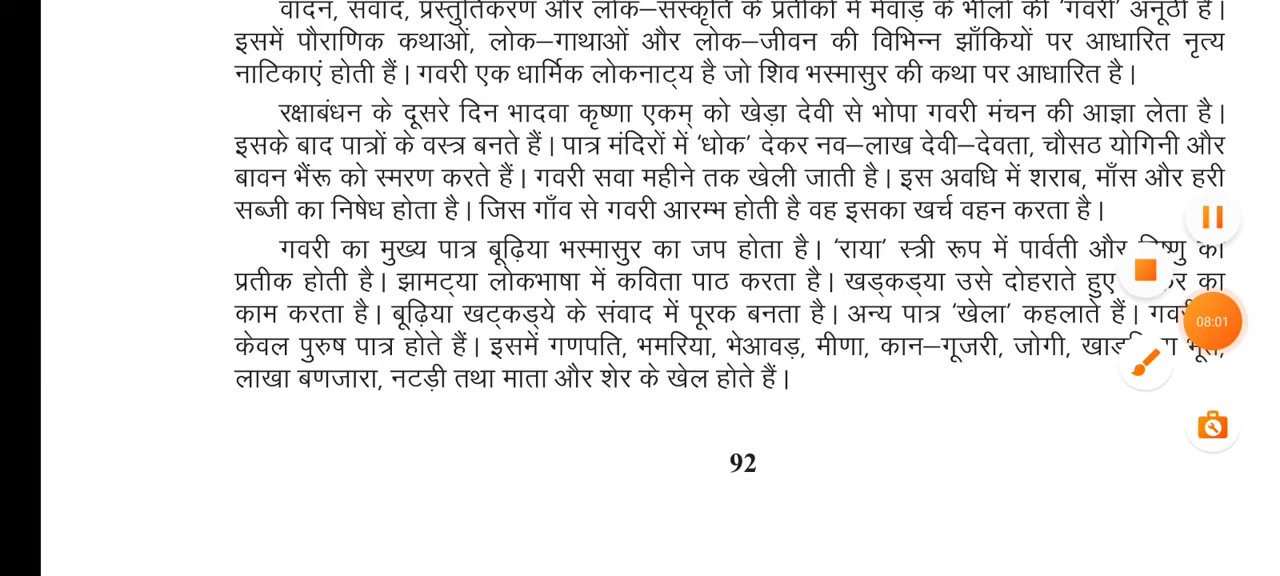 वादन, संवाद, प्रस्तुतिकरण और लोक–संस्कृति के प्रतीकों में मेवाड़ के भीलों की 'गवरी' अनूठी है।
इसमें पौराणिक कथाओं, लोक–गाथाओं और लोक–जीवन की विभिन्न झाँकियों पर आधारित नृत्य
नाटिकाएं होती हैं। गवरी एक धार्मिक लोकनाट्य है जो शिव भस्मासुर की कथा पर आधारित है।
रक्षाबंधन के दूसरे दिन भादवा कृष्णा एकम् को खेड़ा देवी से भोपा गवरी मंचन की आज्ञा लेता है।
इसके बाद पात्रों के वस्त्र बनते हैं। पात्र मंदिरों में 'धोक' देकर नव–लाख देवी–देवता, चौसठ योगिनी और
बावन भैंरू को स्मरण करते हैं। गवरी सवा महीने तक खेली जाती है। इस अवधि में शराब, माँस और हरी
सब्जी का निषेध होता है। जिस गाँव से गवरी आरम्भ होती है वह इसका खर्च वहन करता है।
गवरी का मुख्य पात्र बूढ़िया भस्मासुर का जप होता है। 'राया' स्त्री रूप में पार्वती और का
प्रतीक होती है। झामट्या लोकभाषा में कविता पाठ करता है। खड्कड्या उसे दोहराते हुए का
काम करता है। बूढ़िया खट्कड्ये के संवाद में पूरक बनता है। अन्य पात्र 'खेला' कहलाते हैं।
केवल पुरुष पात्र होते हैं। इसमें गणपति, भमरिया, भेआवड़, मीणा, कान–गूजरी, जोगी,
लाखा बणजारा, नटड़ी तथा माता और शेर के खेल होते हैं।
08:01
92